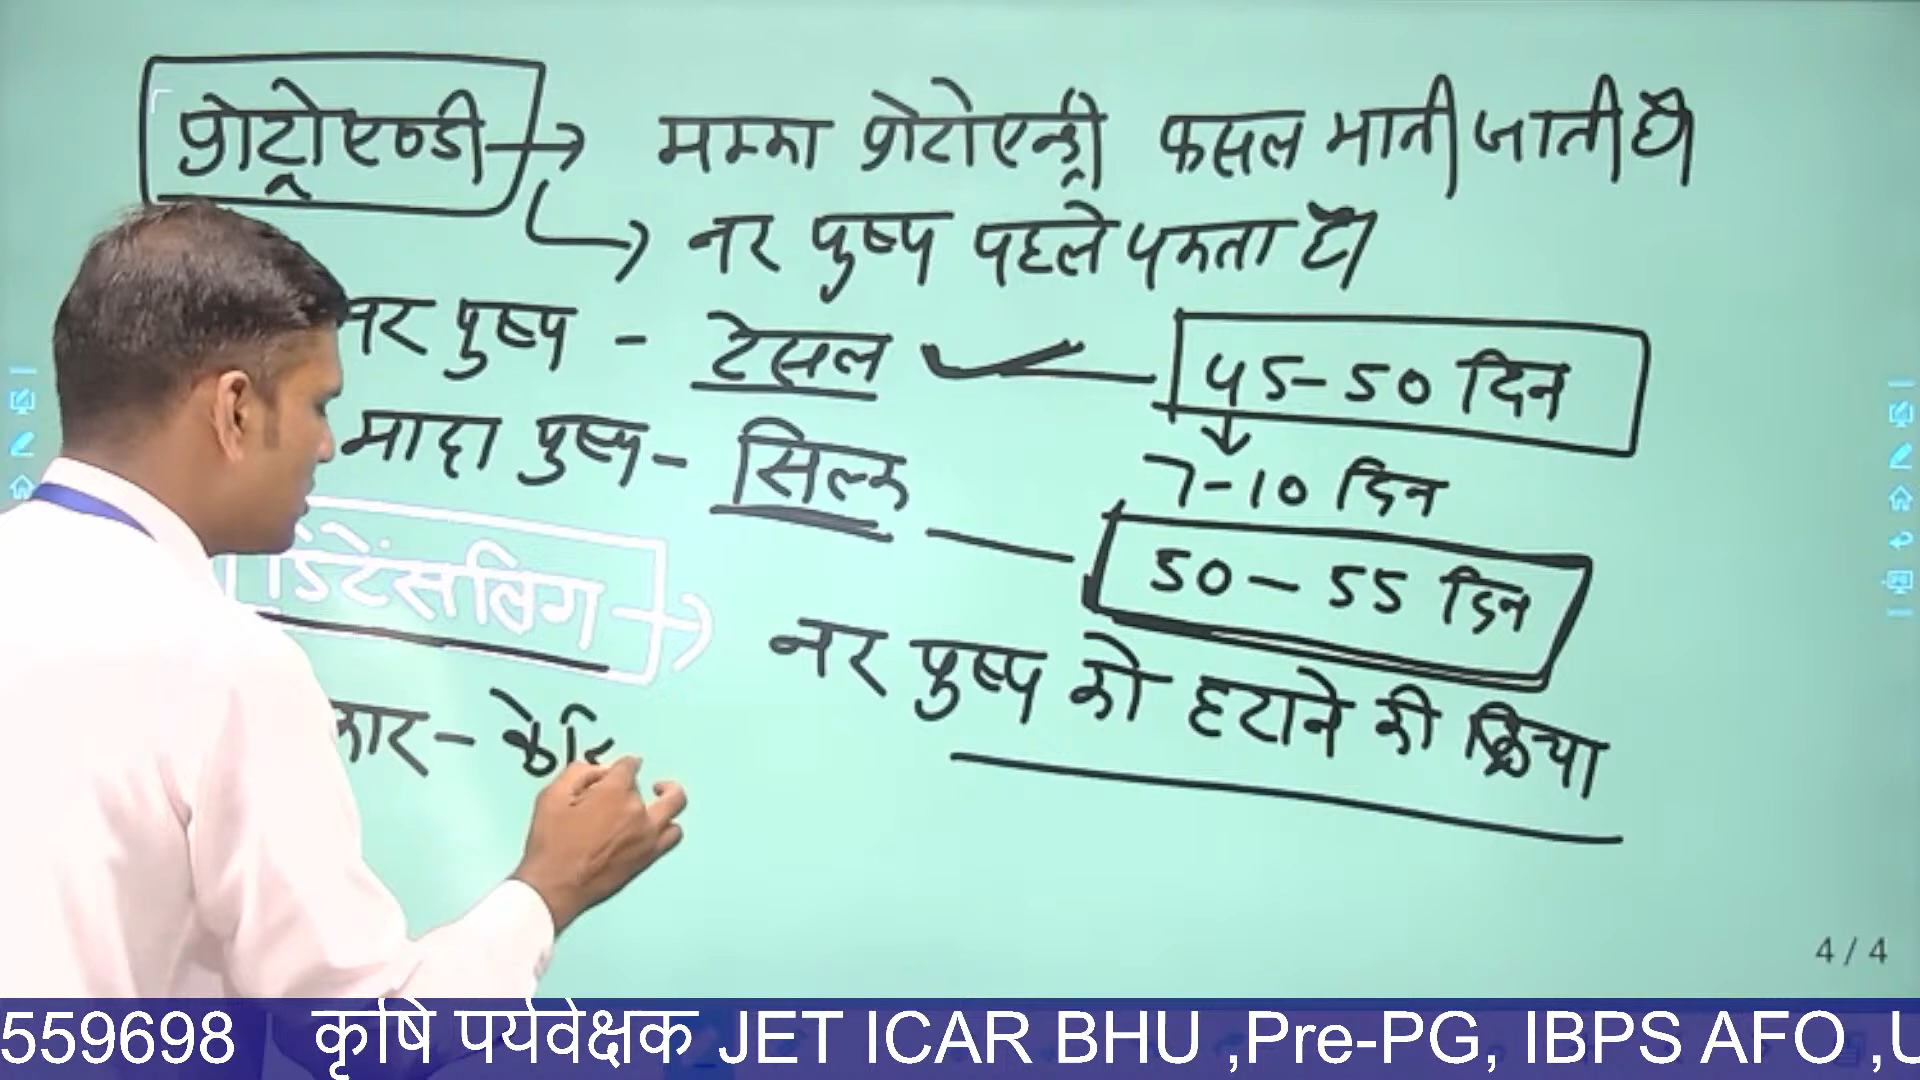 प्रोट्रोएण्डी → मक्का प्रोटोएन्ड्री फसल मानी जाती है।
→ नर पुष्प पहले पकता है।
नर पुष्प - टेसल ✓ — 45-50 दिन
↓
7-10 दिन
मादा पुष्प - सिल्क — 50 - 55 दिन
डिटेंसलिंग → नर पुष्प को हटाने की क्रिया
4 / 4
559698 कृषि पर्यवेक्षक JET ICAR BHU ,Pre-PG, IBPS AFO ,U